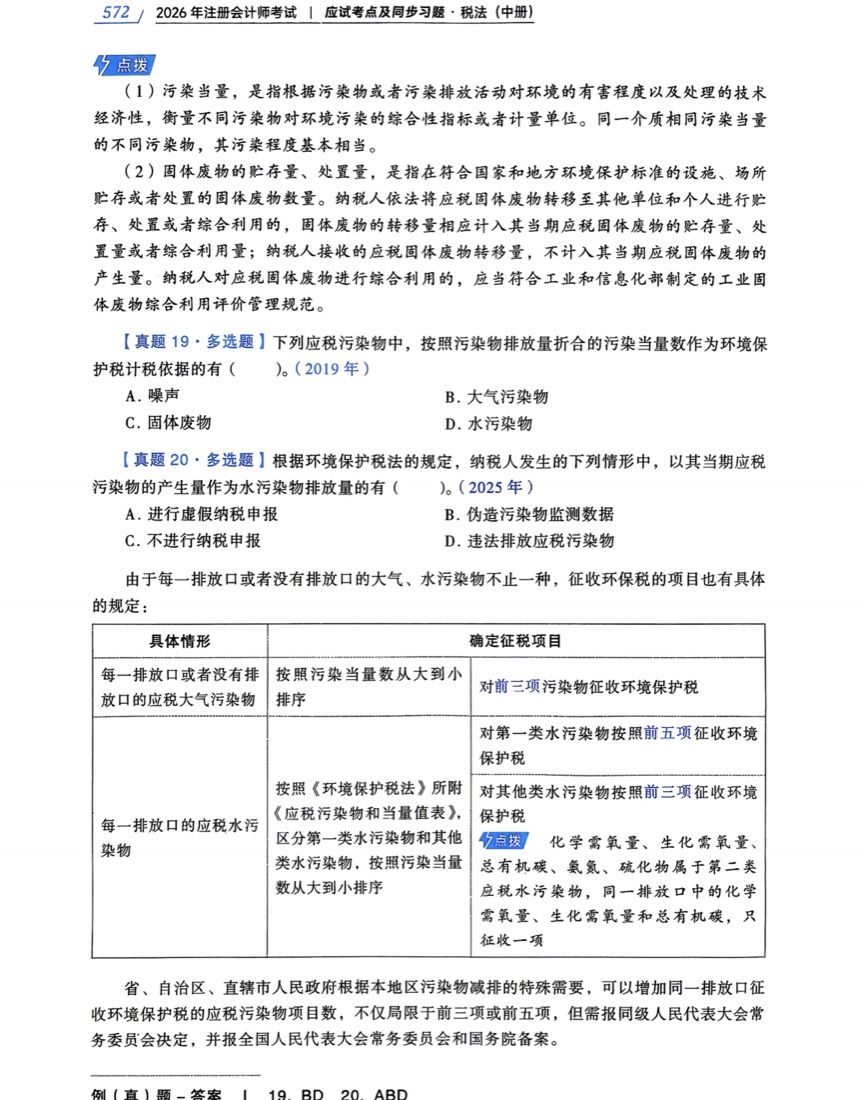 572 2026年注册会计师考试 | 应试考点及同步习题·税法（中册）
点拨
（1）污染当量，是指根据污染物或者污染排放活动对环境的有害程度以及处理的技术
经济性，衡量不同污染物对环境污染的综合性指标或者计量单位。同一介质相同污染当量
的不同污染物，其污染程度基本相当。
（2）固体废物的贮存量、处置量，是指在符合国家和地方环境保护标准的设施、场所
贮存或者处置的固体废物数量。纳税人依法将应税固体废物转移至其他单位和个人进行贮
存、处置或者综合利用的，固体废物的转移量相应计入其当期应税固体废物的贮存量、处
置量或者综合利用量；纳税人接收的应税固体废物转移量，不计入其当期应税固体废物的
产生量。纳税人对应税固体废物进行综合利用的，应当符合工业和信息化部制定的工业固
体废物综合利用评价管理规范。
【真题19·多选题】下列应税污染物中，按照污染物排放量折合的污染当量数作为环境保
护税计税依据的有（　　）。（2019年）
A. 噪声 B. 大气污染物
C. 固体废物 D. 水污染物
【真题20·多选题】根据环境保护税法的规定，纳税人发生的下列情形中，以其当期应税
污染物的产生量作为水污染物排放量的有（　　）。（2025年）
A. 进行虚假纳税申报 B. 伪造污染物监测数据
C. 不进行纳税申报 D. 违法排放应税污染物
由于每一排放口或者没有排放口的大气、水污染物不止一种，征收环保税的项目也有具体
的规定：
具体情形 确定征税项目
每一排放口或者没有排
放口的应税大气污染物
按照污染当量数从大到小
排序
对前三项污染物征收环境保护税
每一排放口的应税水污
染物
按照《环境保护税法》所附
《应税污染物和当量值表》，
区分第一类水污染物和其他
类水污染物，按照污染当量
数从大到小排序
对第一类水污染物按照前五项征收环境
保护税
对其他类水污染物按照前三项征收环境
保护税
点拨 化学需氧量、生化需氧量、
总有机碳、氨氮、硫化物属于第二类
应税水污染物，同一排放口中的化学
需氧量、生化需氧量和总有机碳，只
征收一项
省、自治区、直辖市人民政府根据本地区污染物减排的特殊需要，可以增加同一排放口征
收环境保护税的应税污染物项目数，不仅局限于前三项或前五项，但需报同级人民代表大会常
务委员会决定，并报全国人民代表大会常务委员会和国务院备案。
例（真）题－答案 | 19. BD 20. ABD